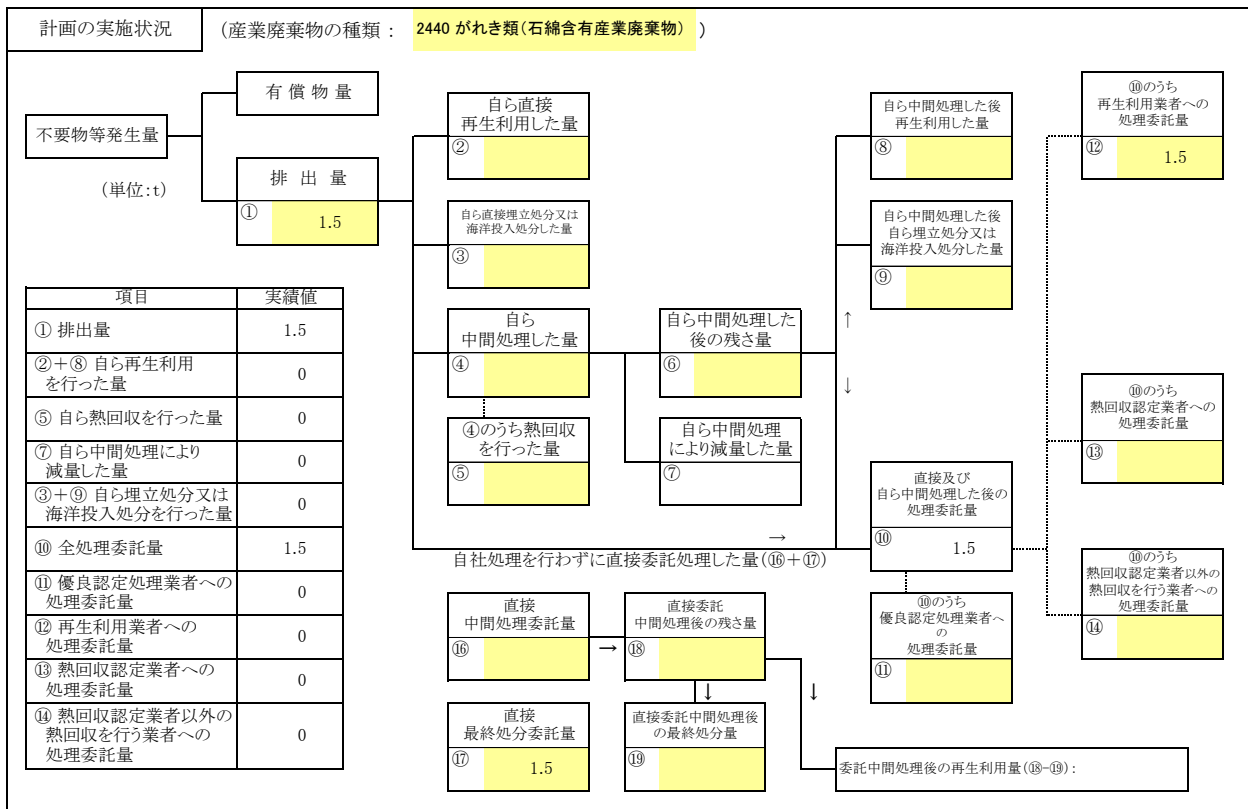 計画の実施状況
(産業廃棄物の種類： 2440 がれき類(石綿含有産業廃棄物) )
不要物等発生量
(単位:t)
有 償 物 量
排 出 量
① 1.5
自ら直接
再生利用した量
②
自ら直接埋立処分又は
海洋投入処分した量
③
自ら
中間処理した量
④
④のうち熱回収
を行った量
⑤
自ら中間処理した
後の残さ量
⑥
自ら中間処理
により減量した量
⑦
自ら中間処理した後
再生利用した量
⑧
自ら中間処理した後
自ら埋立処分又は
海洋投入処分した量
⑨
↑
↓
直接及び
自ら中間処理した後の
処理委託量
⑩ 1.5
⑩のうち
再生利用業者への
処理委託量
⑫ 1.5
⑩のうち
熱回収認定業者への
処理委託量
⑬
⑩のうち
熱回収認定業者以外の
熱回収を行う業者への
処理委託量
⑭
→
自社処理を行わずに直接委託処理した量(⑯+⑰)
⑩のうち
優良認定処理業者へ
の
処理委託量
⑪
直接
中間処理委託量
⑯
→
直接委託
中間処理後の残さ量
⑱
↓
↓
直接
最終処分委託量
⑰ 1.5
直接委託中間処理後
の最終処分量
⑲
委託中間処理後の再生利用量(⑱-⑲)：
項目 実績値
① 排出量 1.5
②+⑧ 自ら再生利用
を行った量 0
⑤ 自ら熱回収を行った量 0
⑦ 自ら中間処理により
減量した量 0
③+⑨ 自ら埋立処分又は
海洋投入処分を行った量 0
⑩ 全処理委託量 1.5
⑪ 優良認定処理業者への
処理委託量 0
⑫ 再生利用業者への
処理委託量 0
⑬ 熱回収認定業者への
処理委託量 0
⑭ 熱回収認定業者以外の
熱回収を行う業者への
処理委託量 0